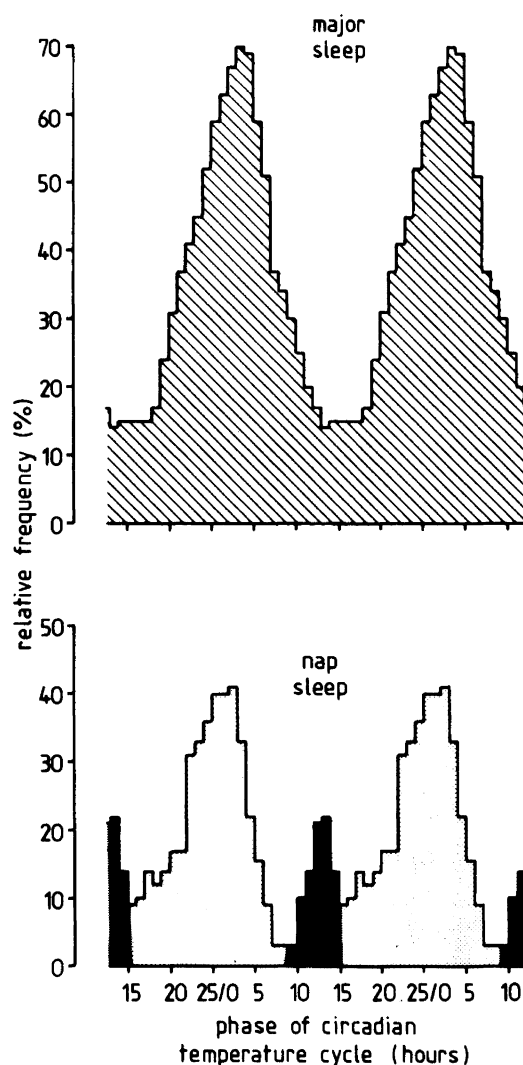 major
sleep
70
60
50
40
30
20
10
0
relative frequency (%)
nap
sleep
50
40
30
20
10
0
15 20 25/0 5 10 15 20 25/0 5 10
phase of circadian
temperature cycle (hours)